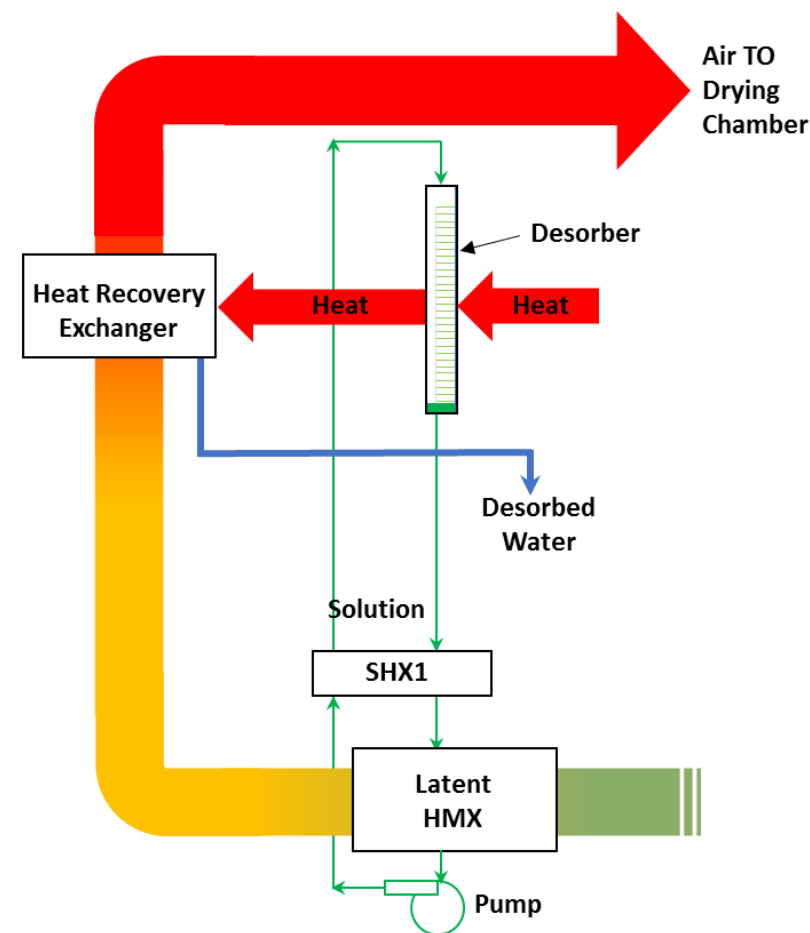 Air TO
Drying
Chamber
Desorber
Heat Recovery
Exchanger
Heat
Heat
Desorbed
Water
Solution
SHX1
Latent
HMX
Pump